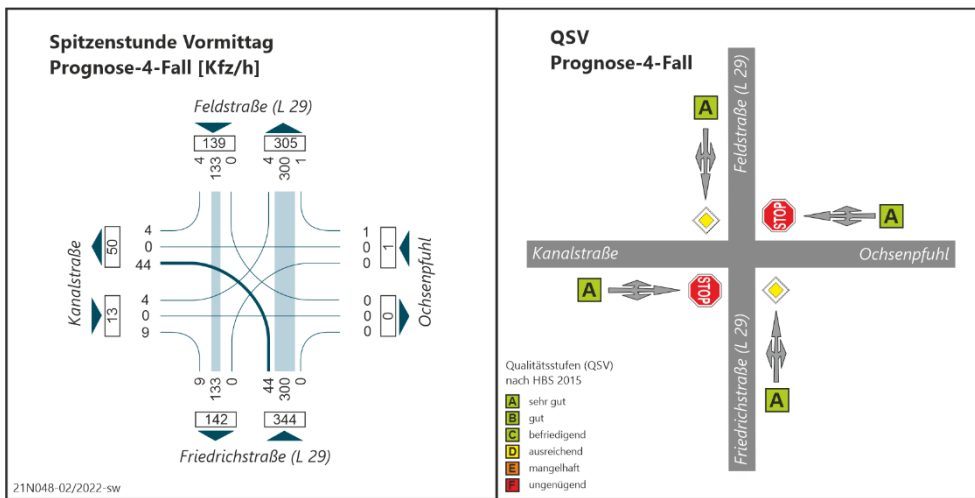 Spitzenstunde Vormittag
Prognose-4-Fall [Kfz/h]
Feldstraße (L 29)
139 305
4 133 0 4 300 1
Kanalstraße
50
4
0
44
13
4
0
9
1
0
0
1
Ochsenpfuhl
0
0
0
0
9 133 0 44 300 0
142 344
Friedrichstraße (L 29)
21N048-02/2022-sw
QSV
Prognose-4-Fall
Feldstraße (L 29)
A
STOP
A
Kanalstraße
Ochsenpfuhl
A
STOP
Friedrichstraße (L 29)
A
Qualitätsstufen (QSV)
nach HBS 2015
A sehr gut
B gut
C befriedigend
D ausreichend
E mangelhaft
F ungenügend